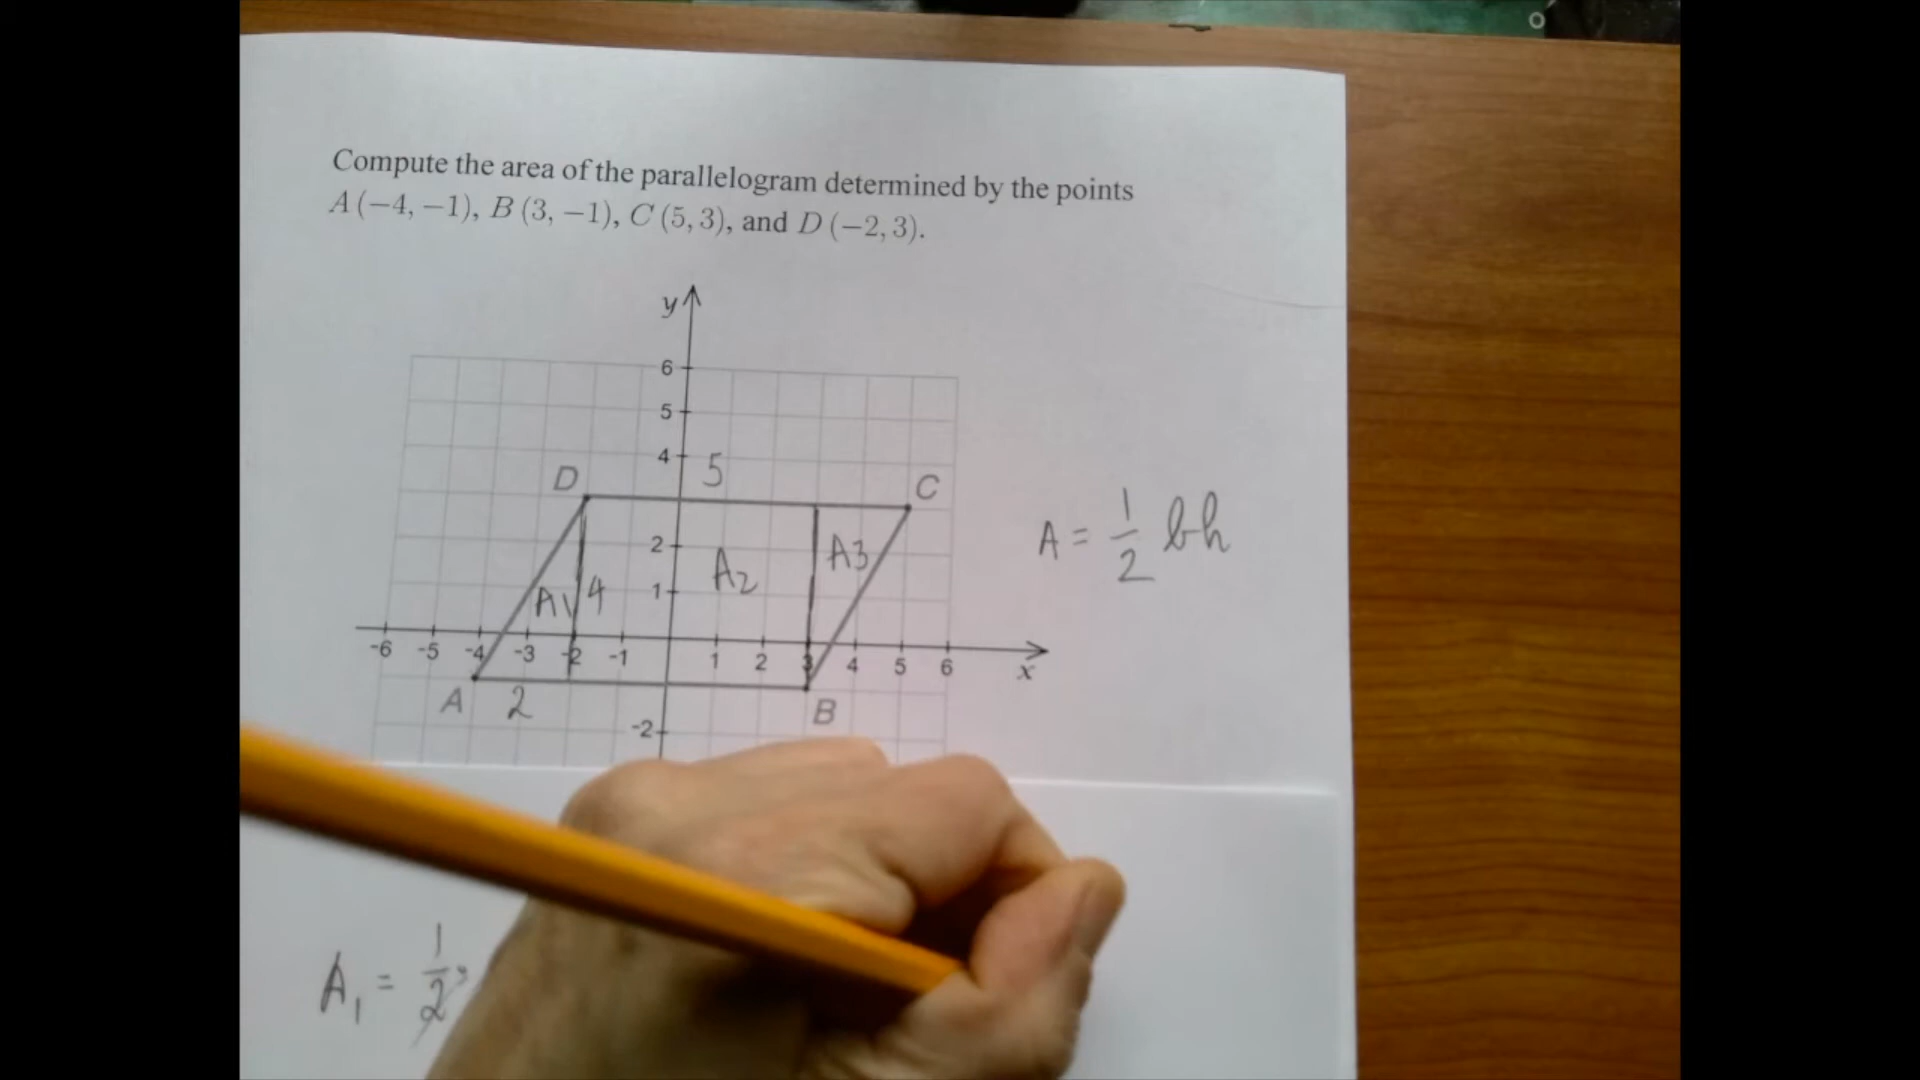 Compute the area of the parallelogram determined by the points
A (−4, −1), B (3, −1), C (5, 3), and D (−2, 3).
y
6
5
4 5
D C
2
1
A1 4 A2 A3
A = 1/2 bh
-6 -5 -4 -3 -2 -1 1 2 3 4 5 6
x
A 2 B
-2
A1 = 1/2